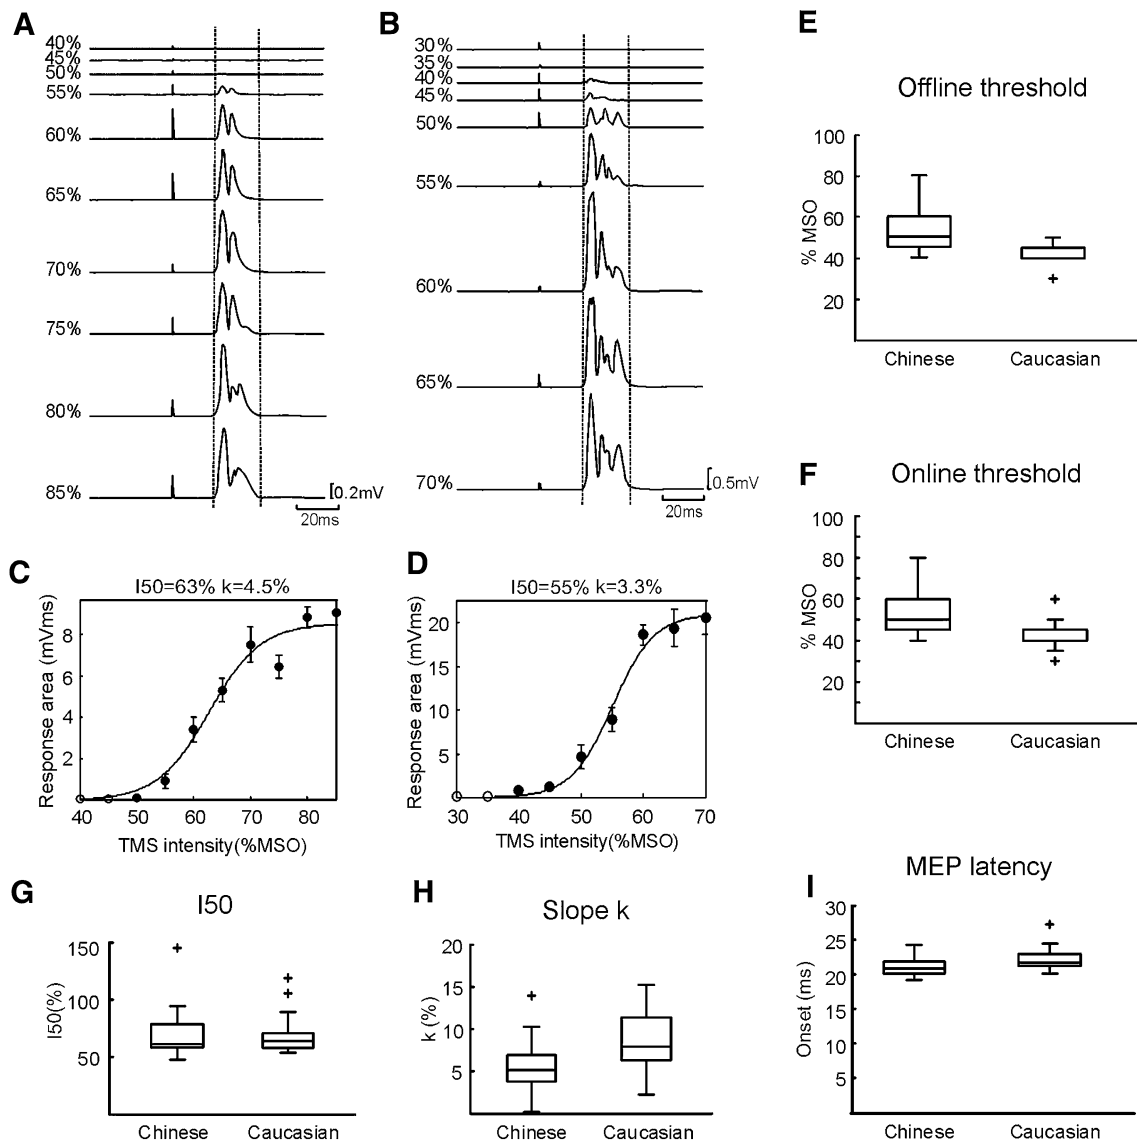 A
40%
45%
50%
55%
60%
65%
70%
75%
80%
85%
0.2mV
20ms
B
30%
35%
40%
45%
50%
55%
60%
65%
70%
0.5mV
20ms
E
Offline threshold
% MSO
100
80
60
40
20
Chinese Caucasian
F
Online threshold
% MSO
100
80
60
40
20
Chinese Caucasian
C
I50=63% k=4.5%
Response area (mVms)
8
6
4
2
40 50 60 70 80
TMS intensity(%MSO)
D
I50=55% k=3.3%
Response area (mVms)
20
15
10
5
30 40 50 60 70
TMS intensity(%MSO)
G
I50
I50(%)
150
100
50
Chinese Caucasian
H
Slope k
k (%)
20
15
10
5
Chinese Caucasian
I
MEP latency
Onset (ms)
30
25
20
15
10
5
Chinese Caucasian